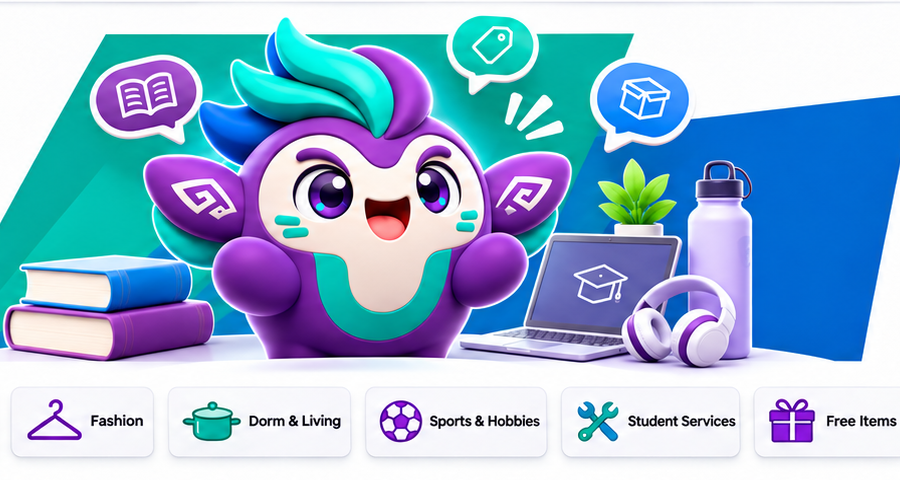 Fashion
Dorm & Living
Sports & Hobbies
Student Services
Free Items